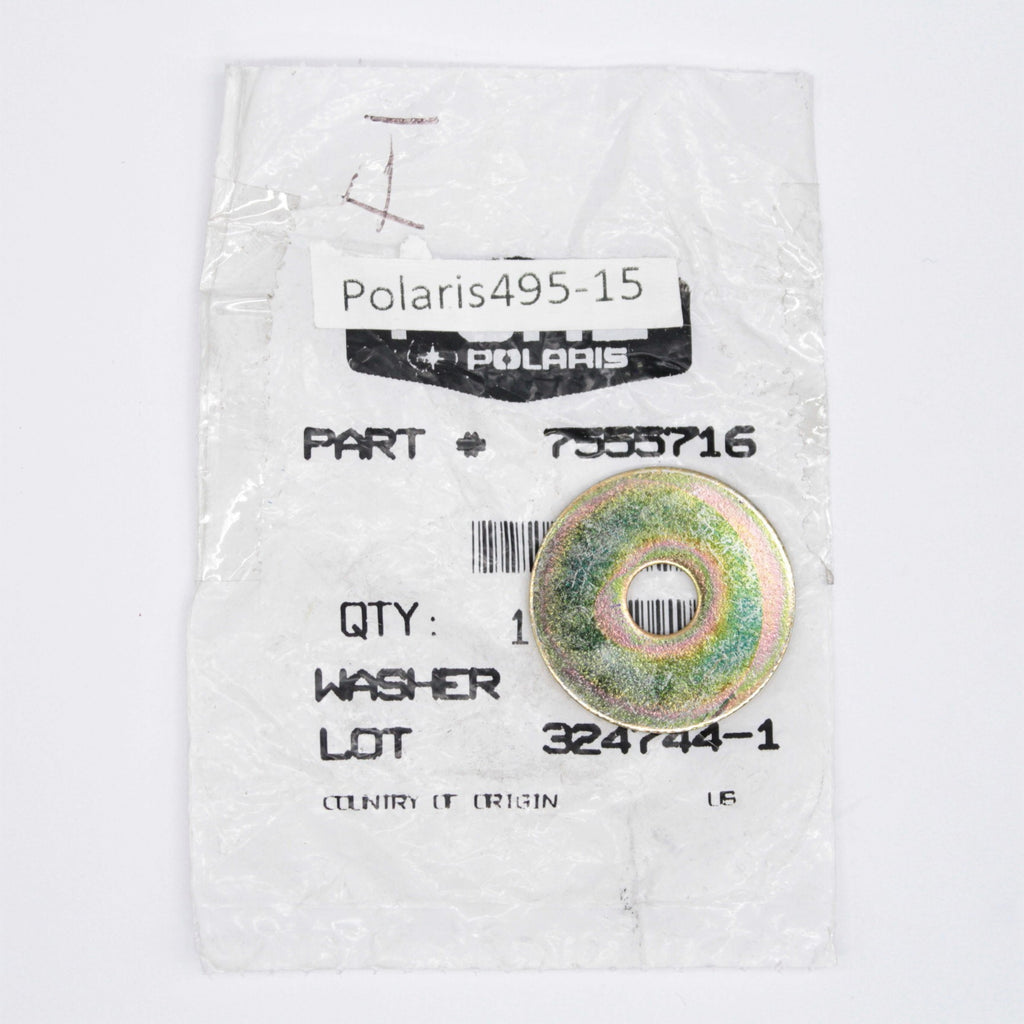 Polaris495-15
POLARIS
PART # 7555716
QTY: 1
WASHER
LOT 324744-1
COUNTRY OF ORIGIN US